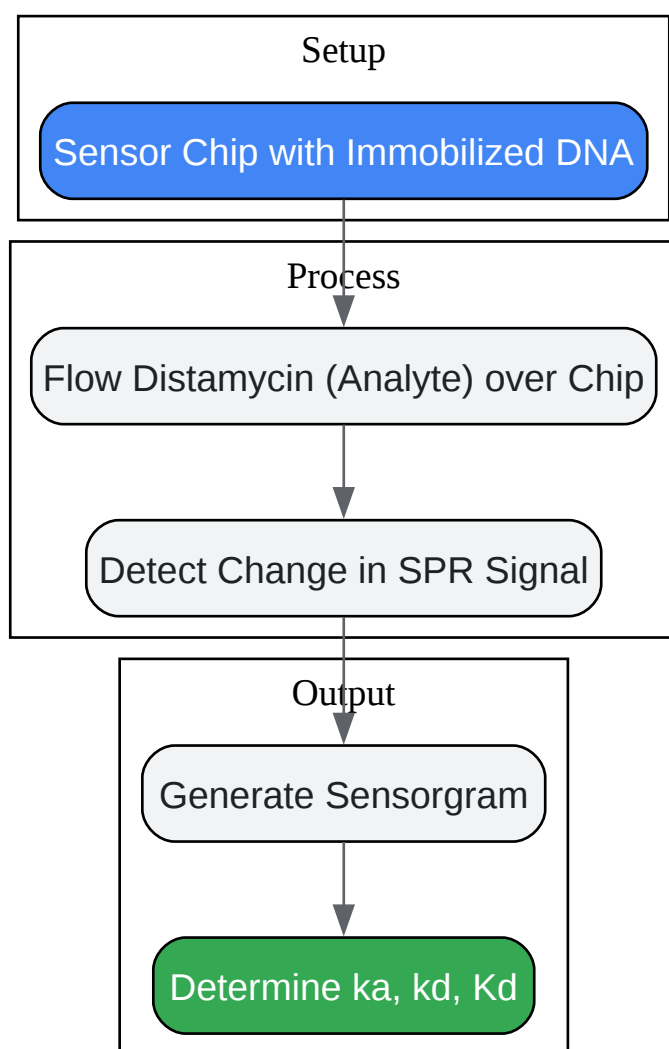 Setup
Sensor Chip with Immobilized DNA
Process
Flow Distamycin (Analyte) over Chip
Detect Change in SPR Signal
Output
Generate Sensorgram
Determine ka, kd, Kd